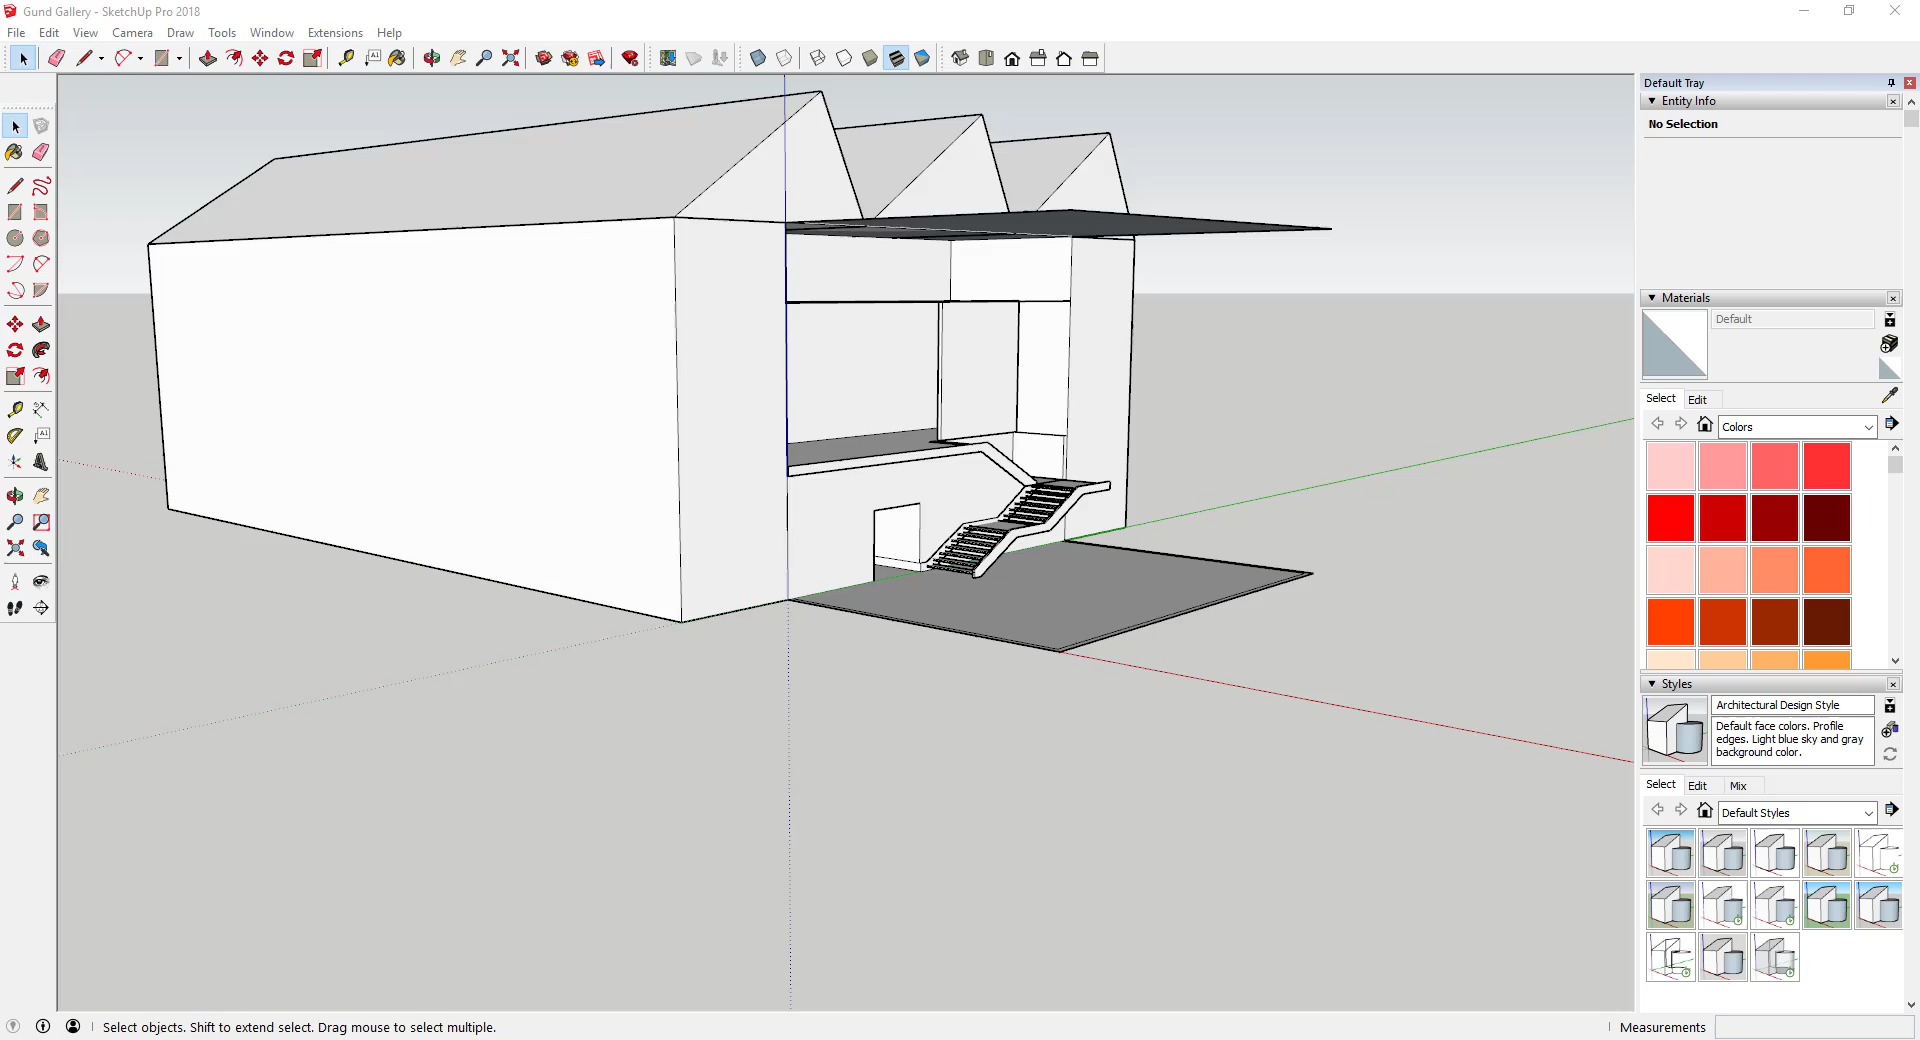 Gund Gallery - SketchUp Pro 2018
File Edit View Camera Draw Tools Window Extensions Help
A1
Default Tray
Entity Info
No Selection
Materials
Default
Select Edit
Colors
A1
Styles
Architectural Design Style
Default face colors. Profile
edges. Light blue sky and gray
background color.
Select Edit Mix
Default Styles
Select objects. Shift to extend select. Drag mouse to select multiple.
Measurements